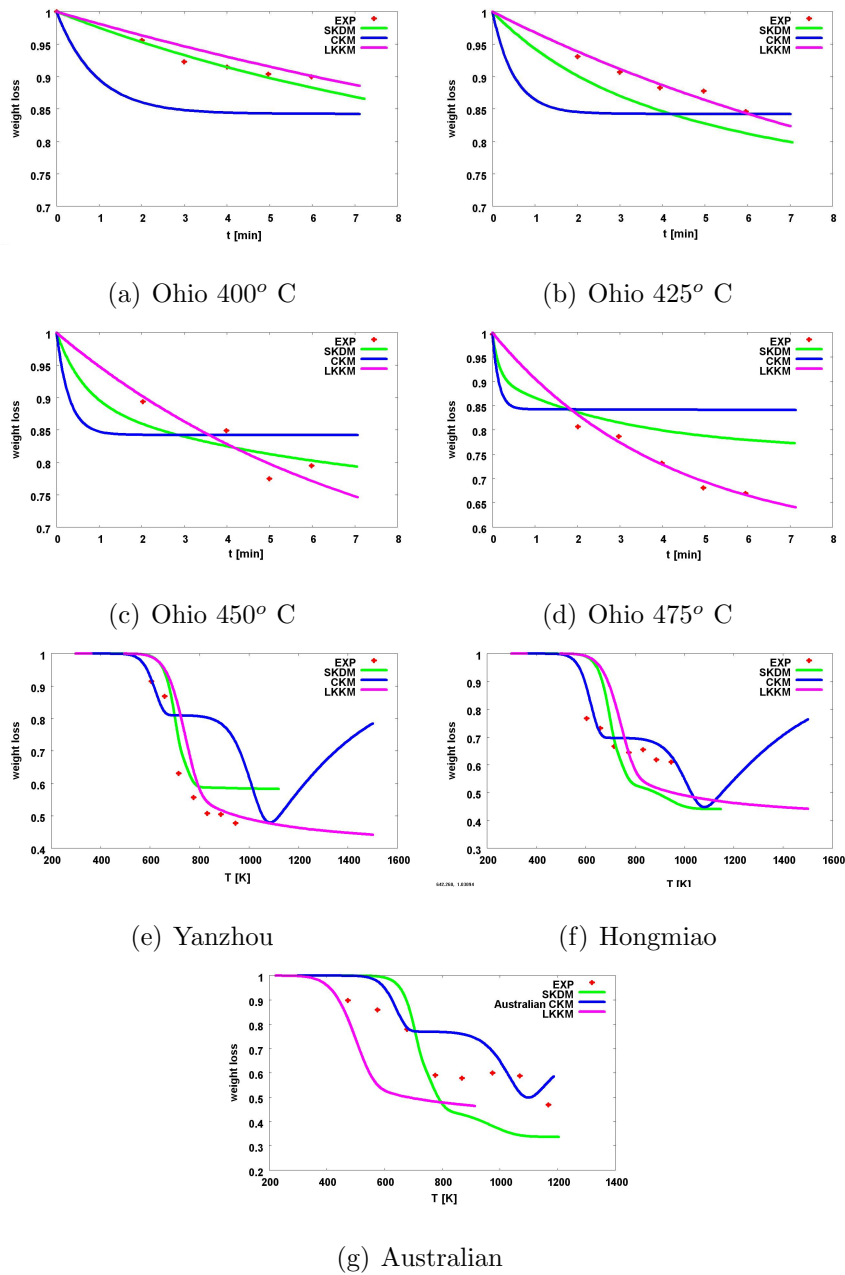 1
0.95
0.9
0.85
0.8
0.75
0.7
0 1 2 3 4 5 6 7 8
weight loss
t [min]
EXP
SKDM
CKM
LKKM
(a) Ohio 400° C
1
0.95
0.9
0.85
0.8
0.75
0.7
0 1 2 3 4 5 6 7 8
weight loss
t [min]
EXP
SKDM
CKM
LKKM
(b) Ohio 425° C
1
0.95
0.9
0.85
0.8
0.75
0.7
0 1 2 3 4 5 6 7 8
weight loss
t [min]
EXP
SKDM
CKM
LKKM
(c) Ohio 450° C
1
0.95
0.9
0.85
0.8
0.75
0.7
0.65
0.6
0 1 2 3 4 5 6 7 8
weight loss
t [min]
EXP
SKDM
CKM
LKKM
(d) Ohio 475° C
1
0.9
0.8
0.7
0.6
0.5
0.4
200 400 600 800 1000 1200 1400 1600
weight loss
T [K]
EXP
SKDM
CKM
LKKM
(e) Yanzhou
1
0.9
0.8
0.7
0.6
0.5
0.4
0.3
200 400 600 800 1000 1200 1400 1600
weight loss
T [K]
EXP
SKDM
CKM
LKKM
(f) Hongmiao
1
0.9
0.8
0.7
0.6
0.5
0.4
0.3
0.2
200 400 600 800 1000 1200 1400
weight loss
T [K]
EXP
SKDM
Australian CKM
LKKM
(g) Australian